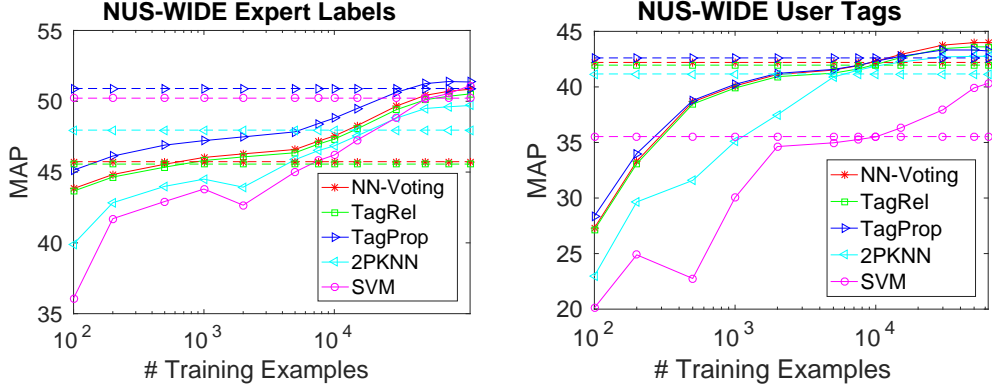 NUS-WIDE Expert Labels
55
50
45
40
35
MAP
10^2
10^3
10^4
# Training Examples
NN-Voting
TagRel
TagProp
2PKNN
SVM
NUS-WIDE User Tags
45
40
35
30
25
20
MAP
10^2
10^3
10^4
# Training Examples
NN-Voting
TagRel
TagProp
2PKNN
SVM